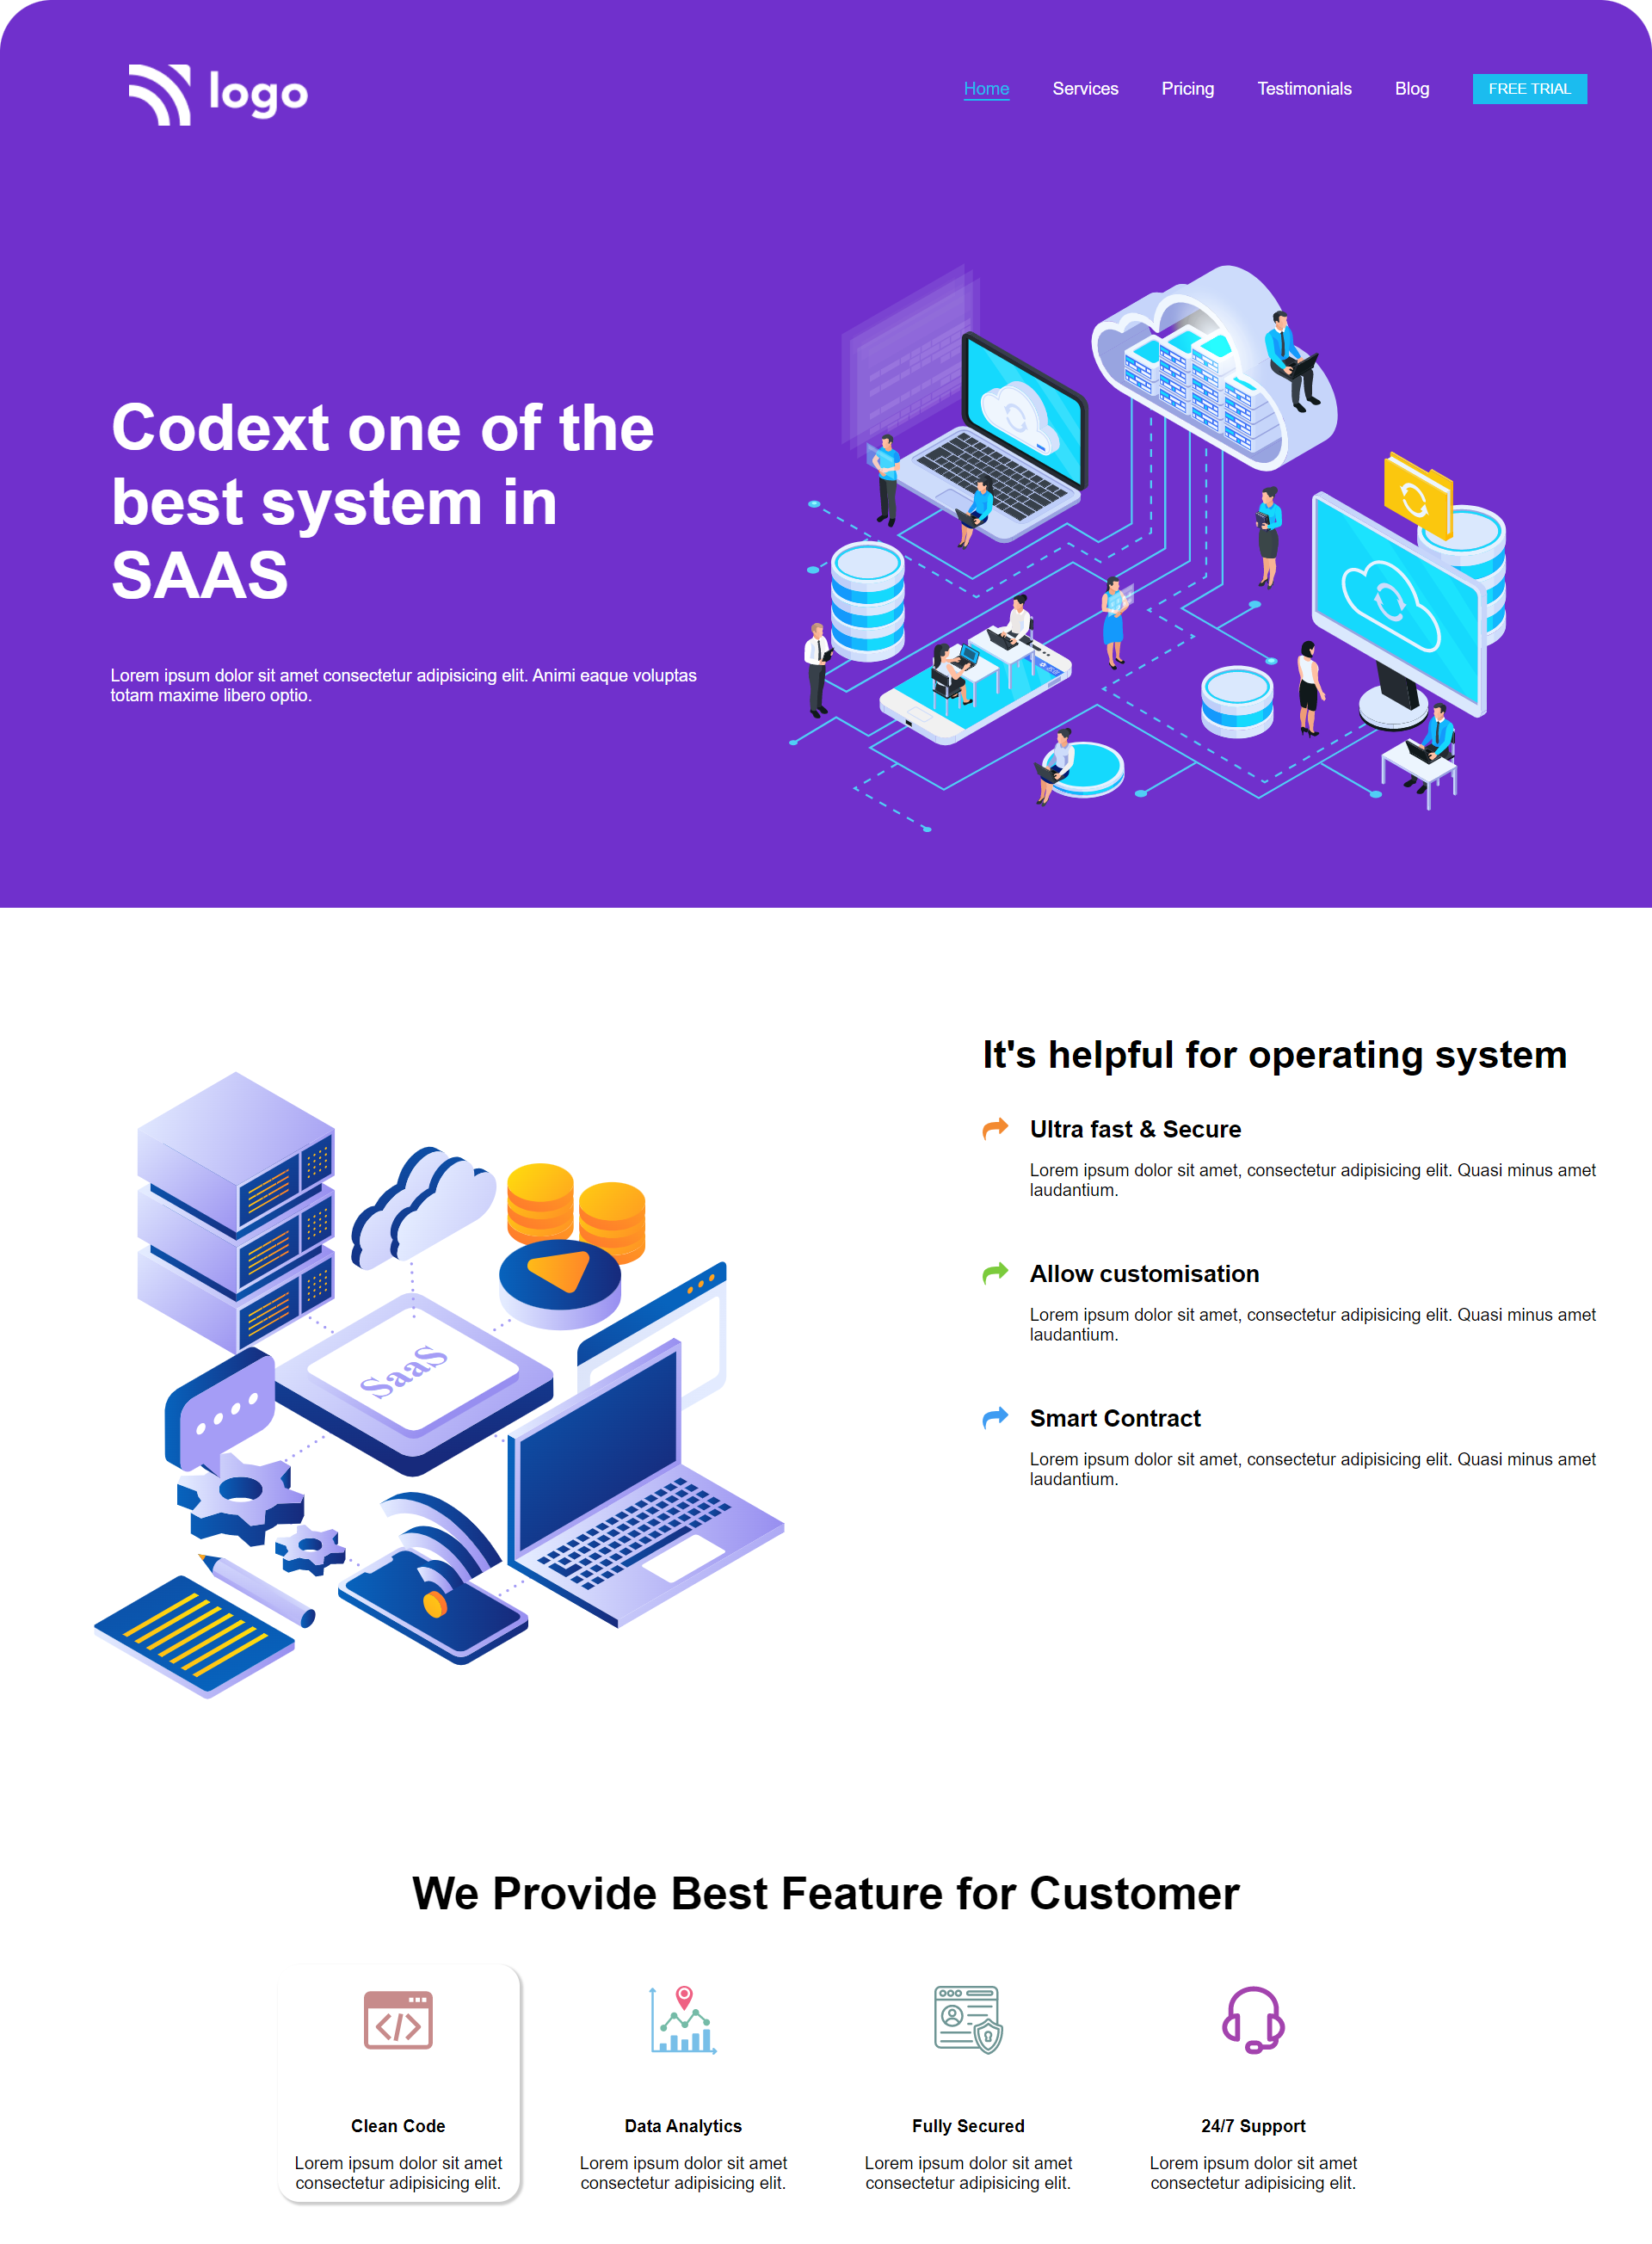 logo
Home Services Pricing Testimonials Blog FREE TRIAL
Codext one of the
best system in
SAAS
Lorem ipsum dolor sit amet consectetur adipisicing elit. Animi eaque voluptas
totam maxime libero optio.
It's helpful for operating system
Ultra fast & Secure
Lorem ipsum dolor sit amet, consectetur adipisicing elit. Quasi minus amet
laudantium.
Allow customisation
Lorem ipsum dolor sit amet, consectetur adipisicing elit. Quasi minus amet
laudantium.
Smart Contract
Lorem ipsum dolor sit amet, consectetur adipisicing elit. Quasi minus amet
laudantium.
SaaS
We Provide Best Feature for Customer
Clean Code
Lorem ipsum dolor sit amet
consectetur adipisicing elit.
Data Analytics
Lorem ipsum dolor sit amet
consectetur adipisicing elit.
Fully Secured
Lorem ipsum dolor sit amet
consectetur adipisicing elit.
24/7 Support
Lorem ipsum dolor sit amet
consectetur adipisicing elit.